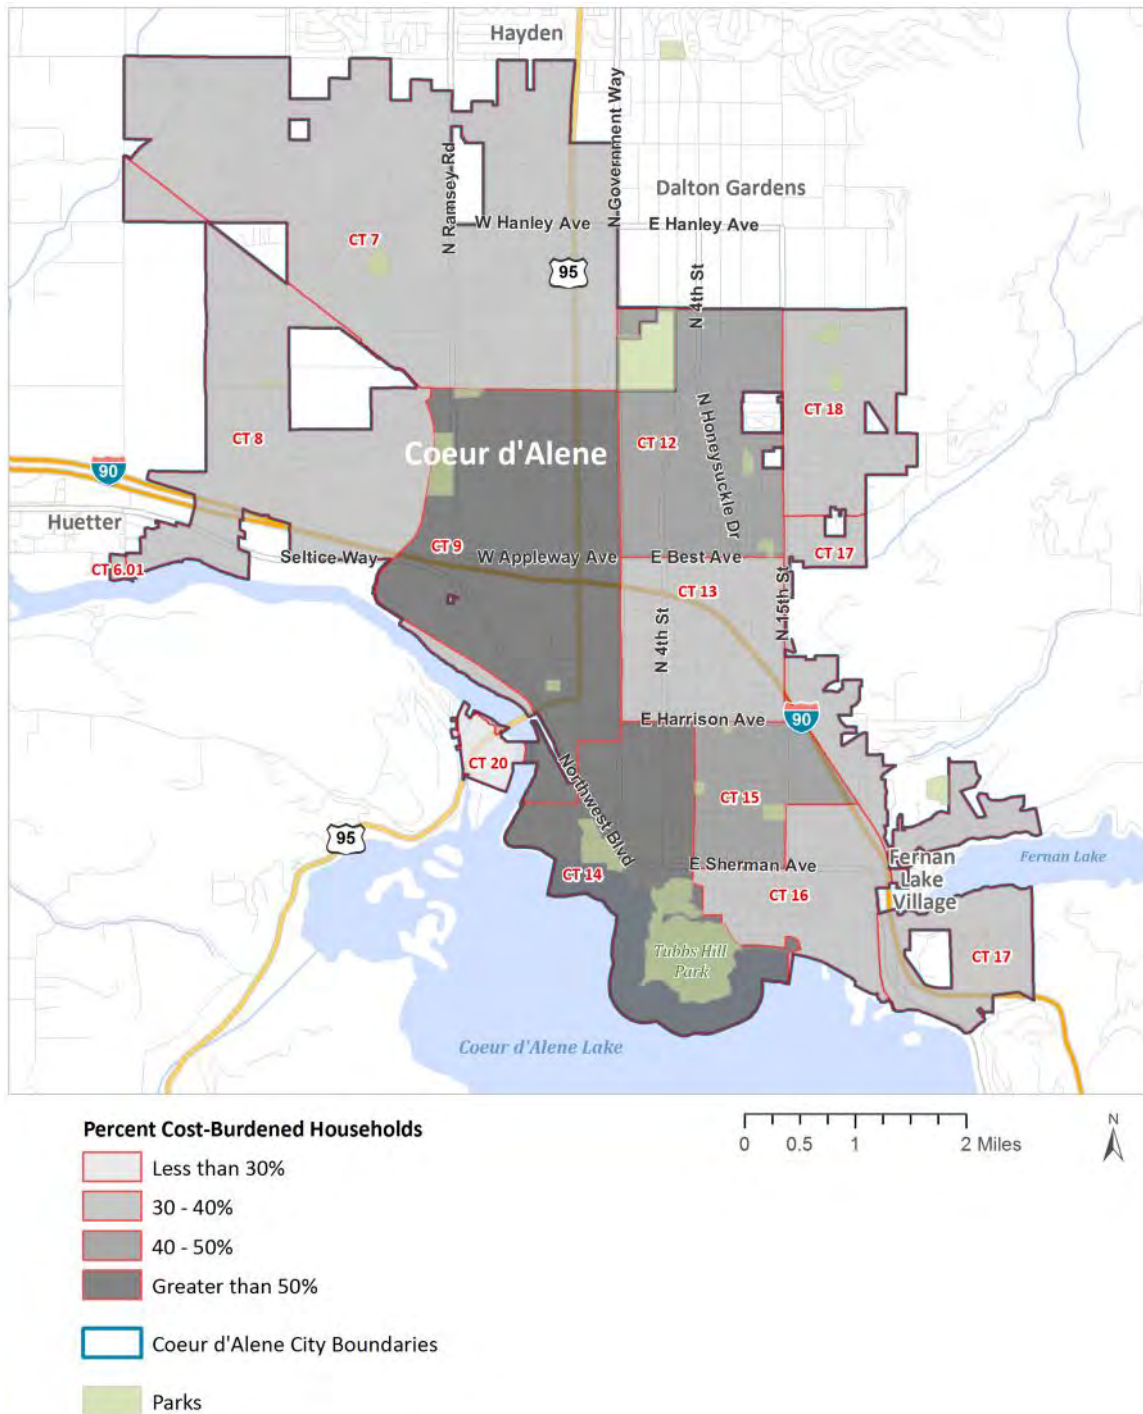 Hayden
N Government Way
N Ramsey Rd
Dalton Gardens
W Hanley Ave
E Hanley Ave
CT 7
95
N 4th St
CT 18
N Honeysuckle Dr
CT 8
CT 12
Coeur d'Alene
90
Huetter
CT 9
Seltice Way
W Appleway Ave
E Best Ave
CT 17
CT 6.01
CT 13
N 15th St
N 4th St
E Harrison Ave
90
CT 20
Northwest Blvd
CT 15
95
E Sherman Ave
Fernan
Lake
Village
Fernan Lake
CT 14
CT 16
Tubbs Hill
Park
CT 17
Coeur d'Alene Lake
Percent Cost-Burdened Households
Less than 30%
30 - 40%
40 - 50%
Greater than 50%
Coeur d'Alene City Boundaries
Parks
0 0.5 1 2 Miles
N